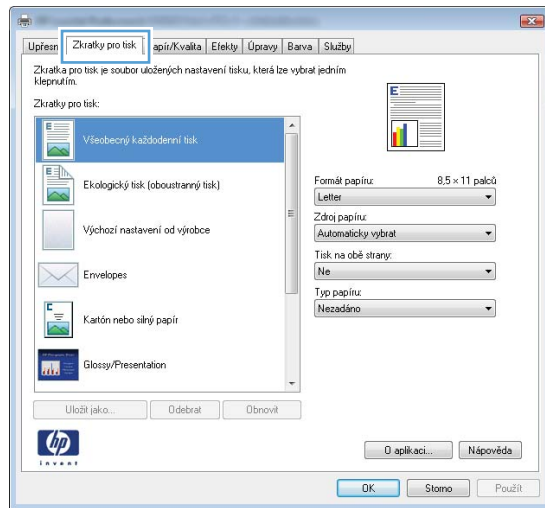 Upřesn
Zkratky pro tisk
apír/Kvalita
Efekty
Úpravy
Barva
Služby
Zkratka pro tisk je soubor uložených nastavení tisku, která lze vybrat jedním
klepnutím.
Zkratky pro tisk:
Všeobecný každodenní tisk
Ekologický tisk (oboustranný tisk)
Výchozí nastavení od výrobce
Envelopes
Kartón nebo silný papír
Glossy/Presentation
Uložit jako...
Odebrat
Obnovit
E
Formát papíru:
8,5 × 11 palců
Letter
Zdroj papíru:
Automaticky vybrat
Tisk na obě strany:
Ne
Typ papíru:
Nezadáno
hp
invent
O aplikaci...
Nápověda
OK
Storno
Použít